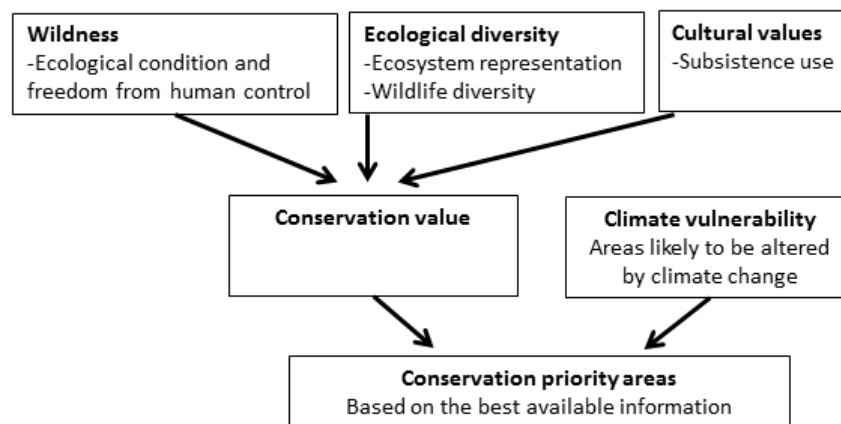 Wildness
-Ecological condition and
freedom from human control
Ecological diversity
-Ecosystem representation
-Wildlife diversity
Cultural values
-Subsistence use
Conservation value
Climate vulnerability
Areas likely to be altered
by climate change
Conservation priority areas
Based on the best available information